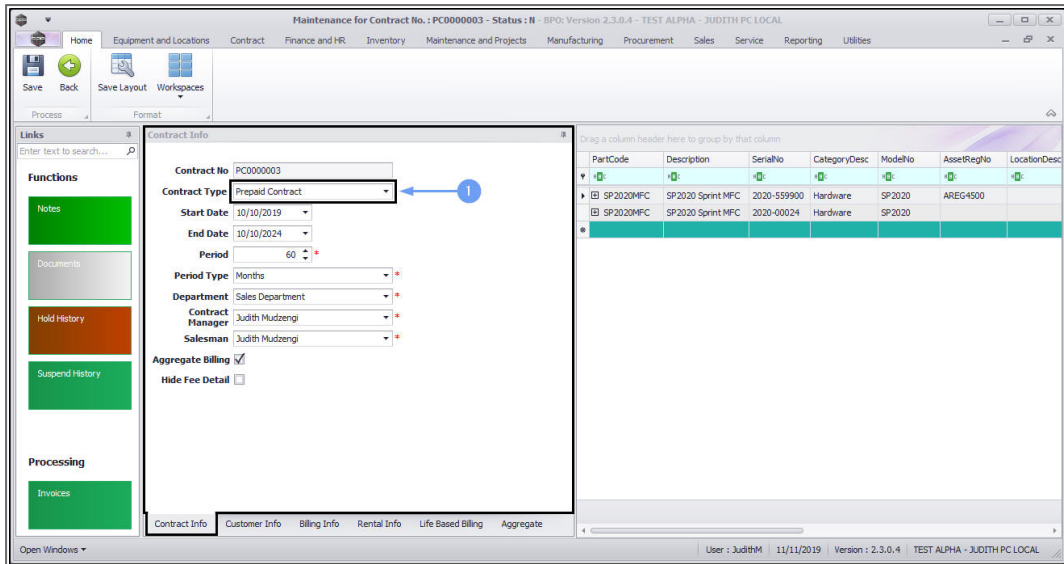 Maintenance for Contract No. : PC0000003 - Status : N - BPO: Version 2.3.0.4 - TEST ALPHA - JUDITH PC LOCAL
Home Equipment and Locations Contract Finance and HR Inventory Maintenance and Projects Manufacturing Procurement Sales Service Reporting Utilities
Save Back Save Layout Workspaces
Process Format
Links
Enter text to search...
Functions
Notes
Documents
Hold History
Suspend History
Processing
Invoices
Contract Info
Contract No PC0000003
Contract Type Prepaid Contract 1
Start Date 10/10/2019
End Date 10/10/2024
Period 60 *
Period Type Months *
Department Sales Department *
Contract
Manager Judith Mudzengi *
Salesman Judith Mudzengi *
Aggregate Billing
Hide Fee Detail
Contract Info Customer Info Billing Info Rental Info Life Based Billing Aggregate
Drag a column header here to group by that column
PartCode Description SerialNo CategoryDesc ModelNo AssetRegNo LocationDesc
SP2020MFC SP2020 Sprint MFC 2020-559900 Hardware SP2020 AREG4500
SP2020MFC SP2020 Sprint MFC 2020-00024 Hardware SP2020
Open Windows User : JudithM 11/11/2019 Version : 2.3.0.4 TEST ALPHA - JUDITH PC LOCAL